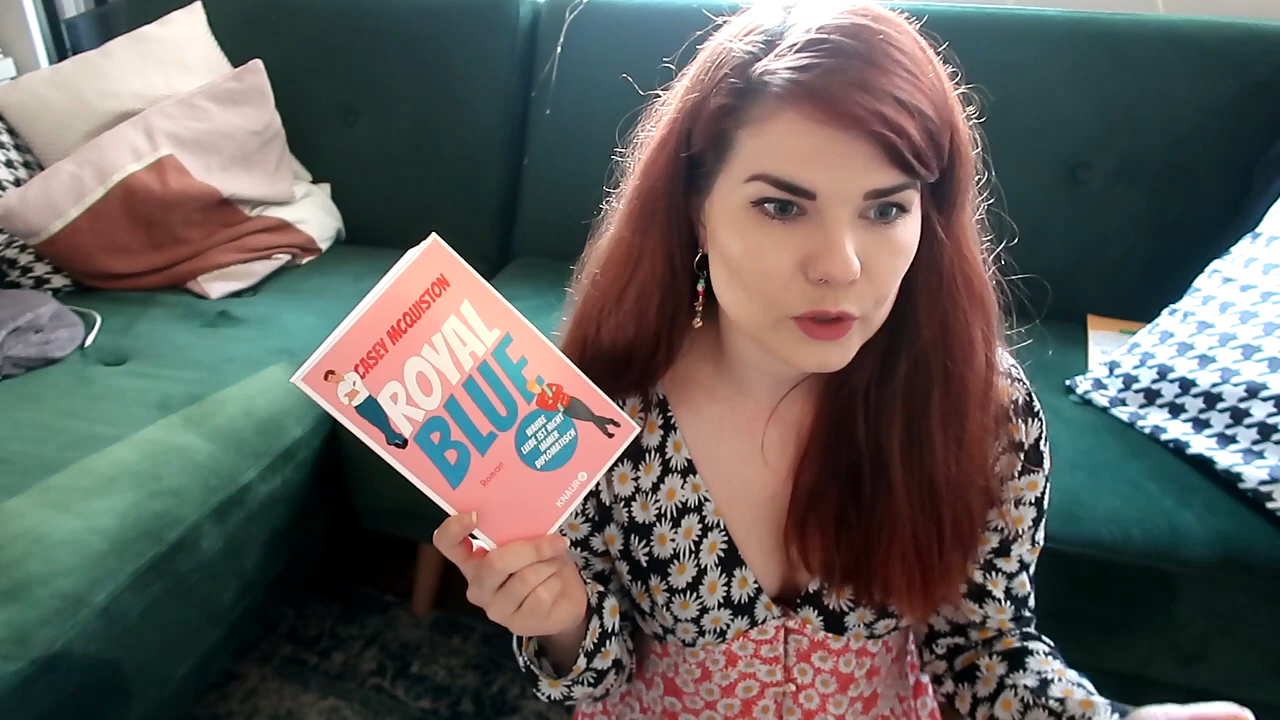 CASEY MCQUISTON
ROYAL
BLUE
WAHRE
LIEBE IST NICHT
IMMER
DIPLOMATISCH
Roman
KNAUR